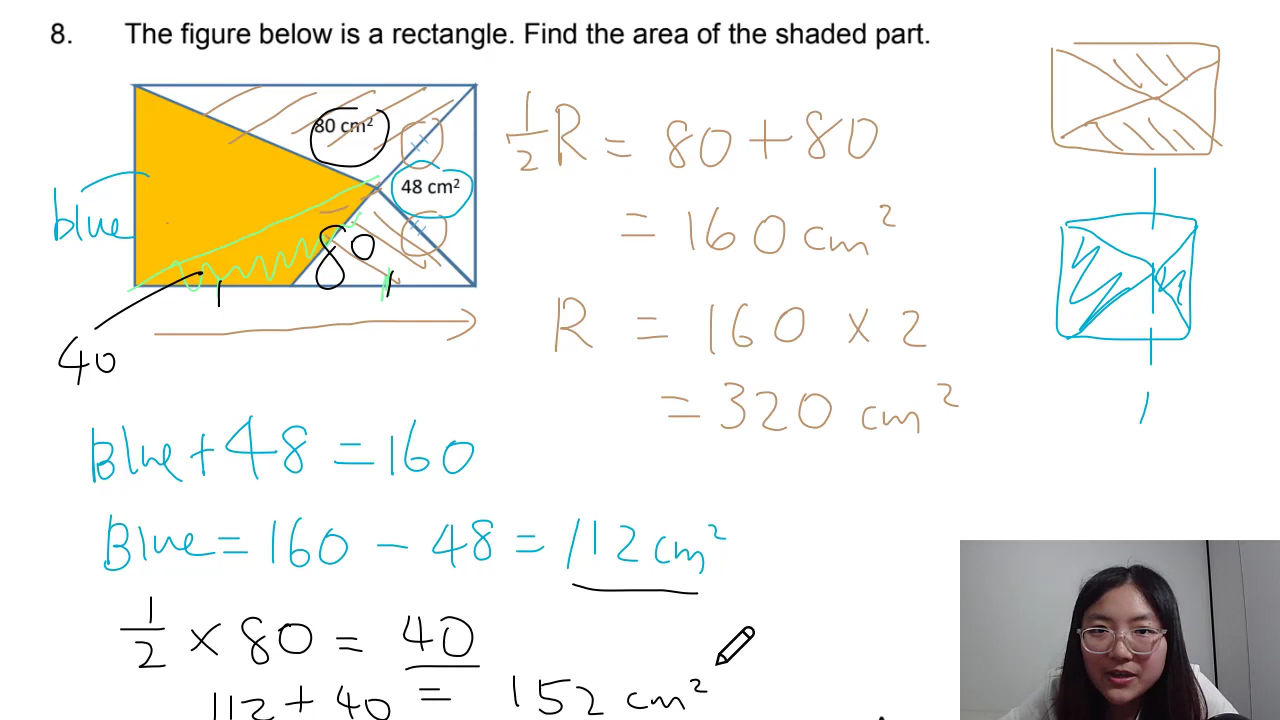 8. The figure below is a rectangle. Find the area of the shaded part.
80 cm²
48 cm²
blue
80
40
1/2 R = 80 + 80
= 160 cm²
R = 160 × 2
= 320 cm²
Blue + 48 = 160
Blue = 160 - 48 = 112 cm²
1/2 × 80 = 40
112 + 40 = 152 cm²